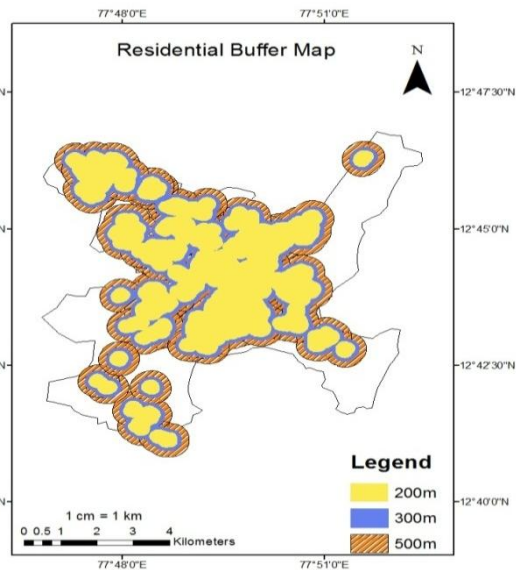 77°48'0"E 77°51'0"E
Residential Buffer Map
N
12°47'30"N
12°45'0"N
12°42'30"N
Legend
200m
12°40'0"N
1 cm = 1 km
300m
0 0.5 1 2 3 4
Kilometers
500m
77°48'0"E 77°51'0"E